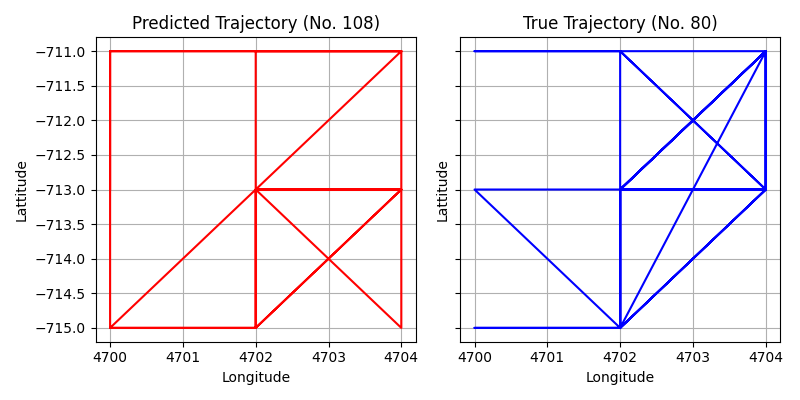 Predicted Trajectory (No. 108)
True Trajectory (No. 80)
Lattitude
−711.0
−711.5
−712.0
−712.5
−713.0
−713.5
−714.0
−714.5
−715.0
4700 4701 4702 4703 4704
Longitude
Lattitude
4700 4701 4702 4703 4704
Longitude